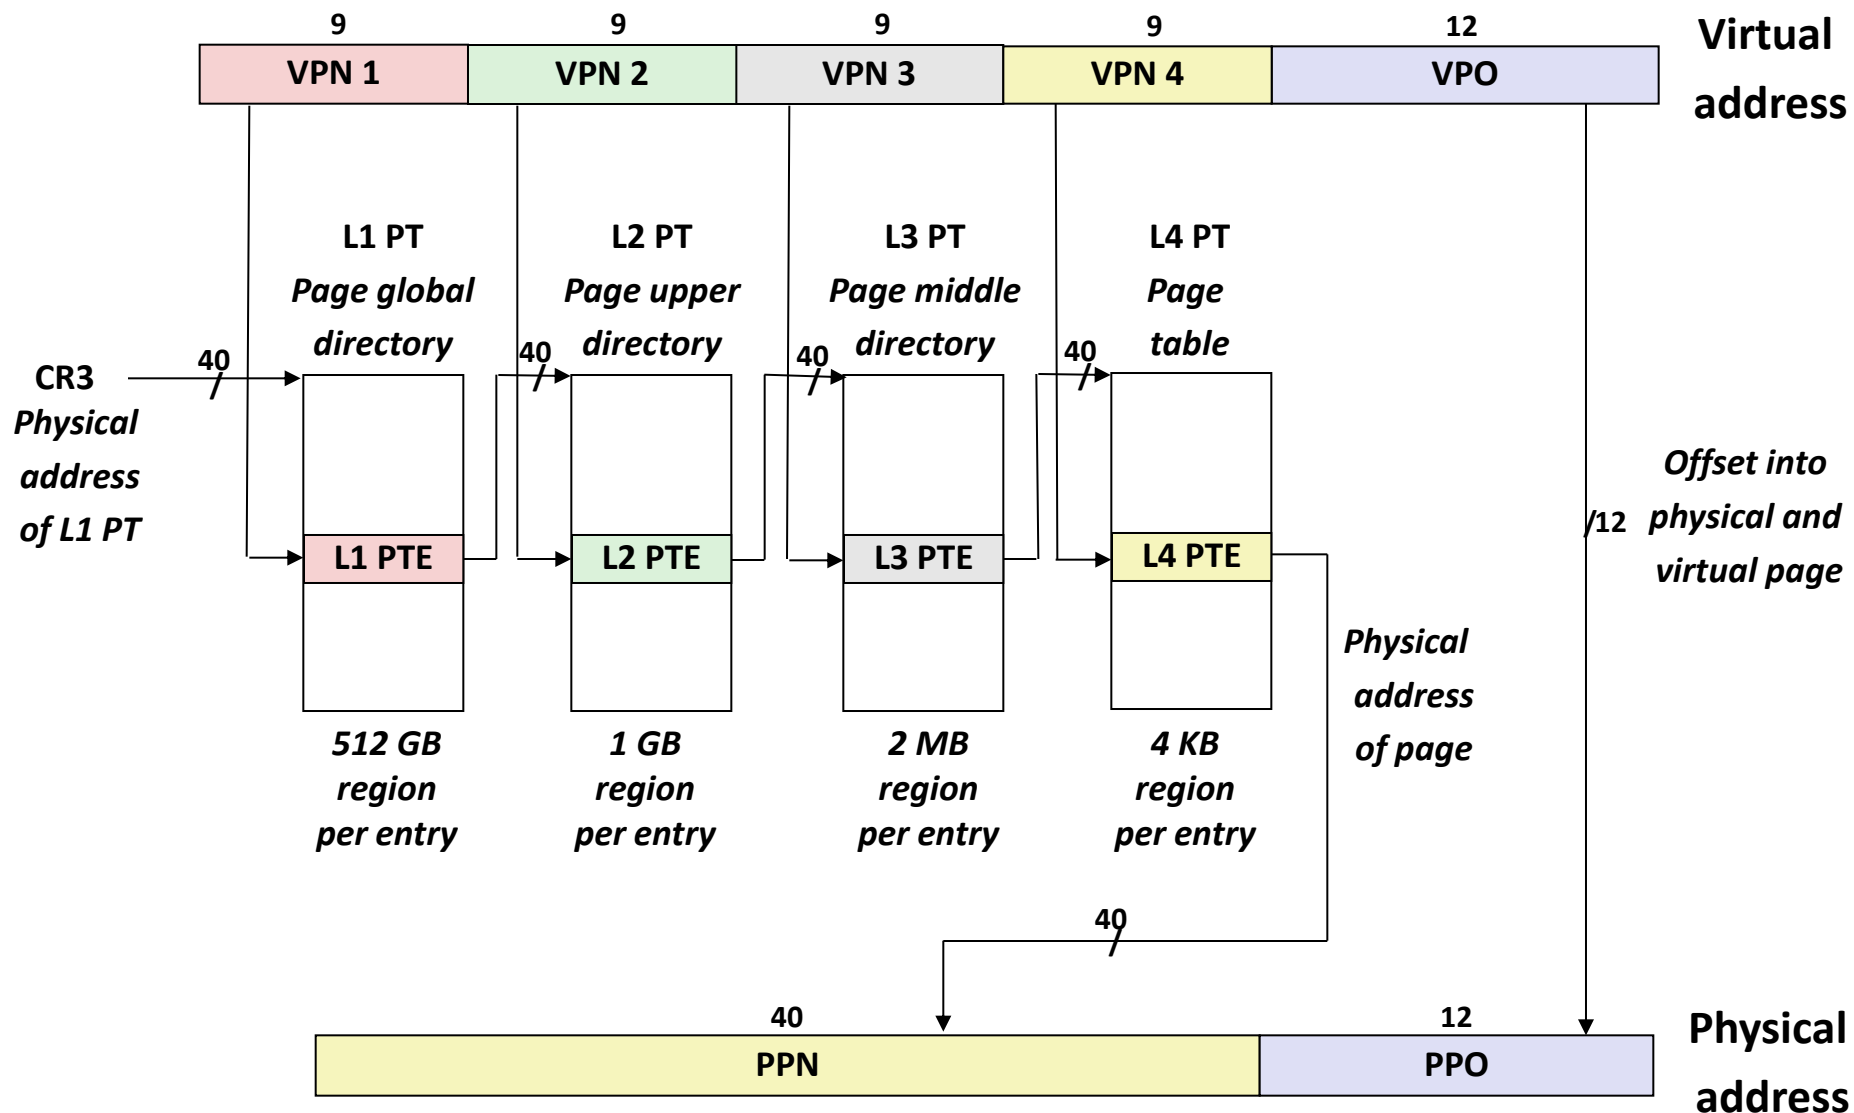 9 9 9 9 12
VPN 1 VPN 2 VPN 3 VPN 4 VPO
Virtual
address
L1 PT
Page global
directory
L2 PT
Page upper
directory
L3 PT
Page middle
directory
L4 PT
Page
table
CR3
Physical
address
of L1 PT
40
40
40
40
L1 PTE
L2 PTE
L3 PTE
L4 PTE
/12
Offset into
physical and
virtual page
512 GB
region
per entry
1 GB
region
per entry
2 MB
region
per entry
4 KB
region
per entry
Physical
address
of page
40
40 12
PPN PPO
Physical
address